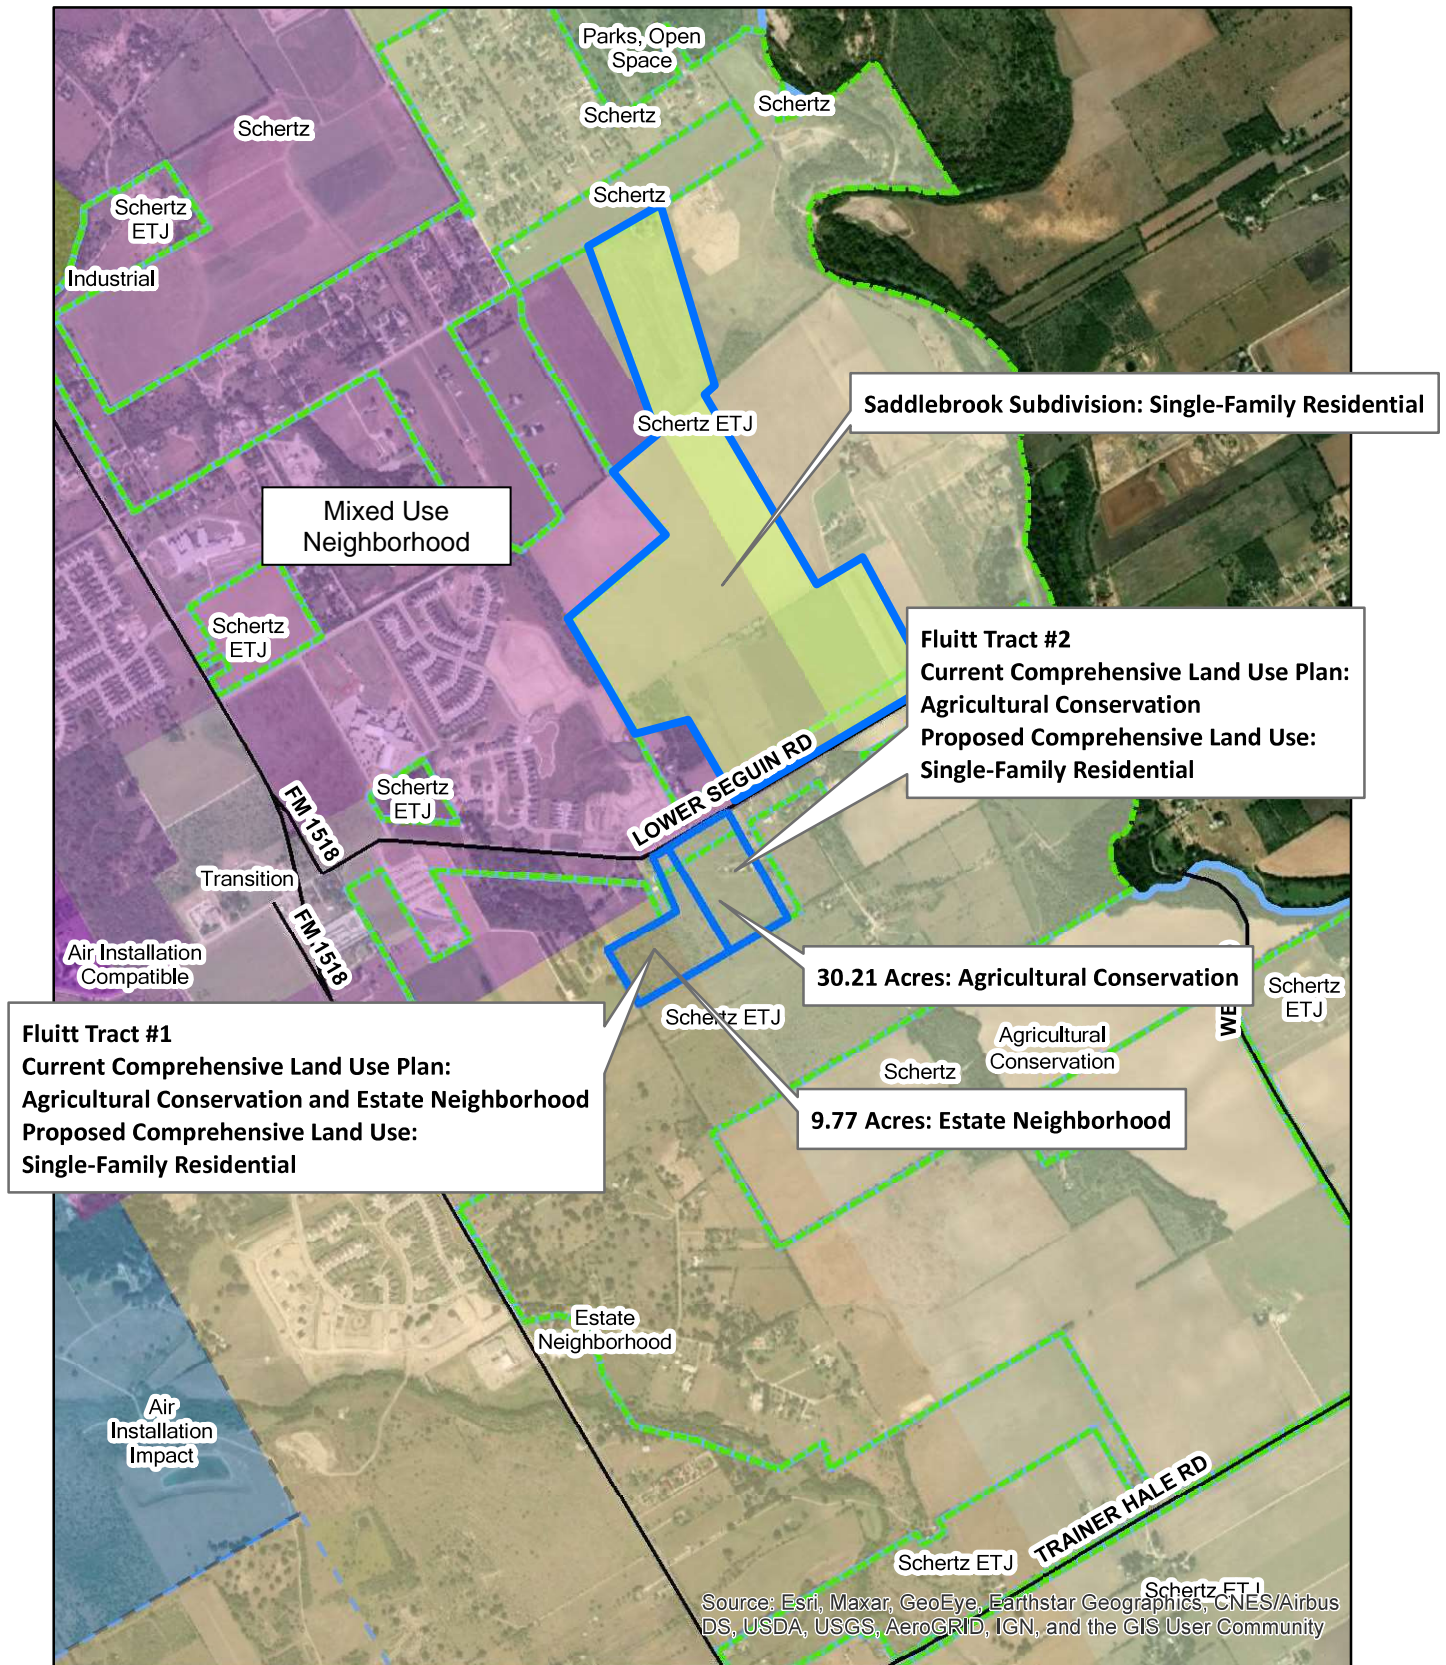 Parks, Open
Space
Schertz
Schertz
Schertz
Schertz
Schertz
ETJ
Industrial
Schertz ETJ
Saddlebrook Subdivision: Single-Family Residential
Mixed Use
Neighborhood
Schertz
ETJ
Fluitt Tract #2
Current Comprehensive Land Use Plan:
Agricultural Conservation
Proposed Comprehensive Land Use:
Single-Family Residential
LOWER SEGUIN RD
Schertz
ETJ
FM 1518
Transition
FM 1518
Air Installation
Compatible
30.21 Acres: Agricultural Conservation
Schertz
ETJ
WE
Schertz ETJ
Agricultural
Conservation
Schertz
Fluitt Tract #1
Current Comprehensive Land Use Plan:
Agricultural Conservation and Estate Neighborhood
Proposed Comprehensive Land Use:
Single-Family Residential
9.77 Acres: Estate Neighborhood
Estate
Neighborhood
Air
Installation
Impact
TRAINER HALE RD
Schertz ETJ
Schertz ETJ
Source: Esri, Maxar, GeoEye, Earthstar Geographics, CNES/Airbus
DS, USDA, USGS, AeroGRID, IGN, and the GIS User Community